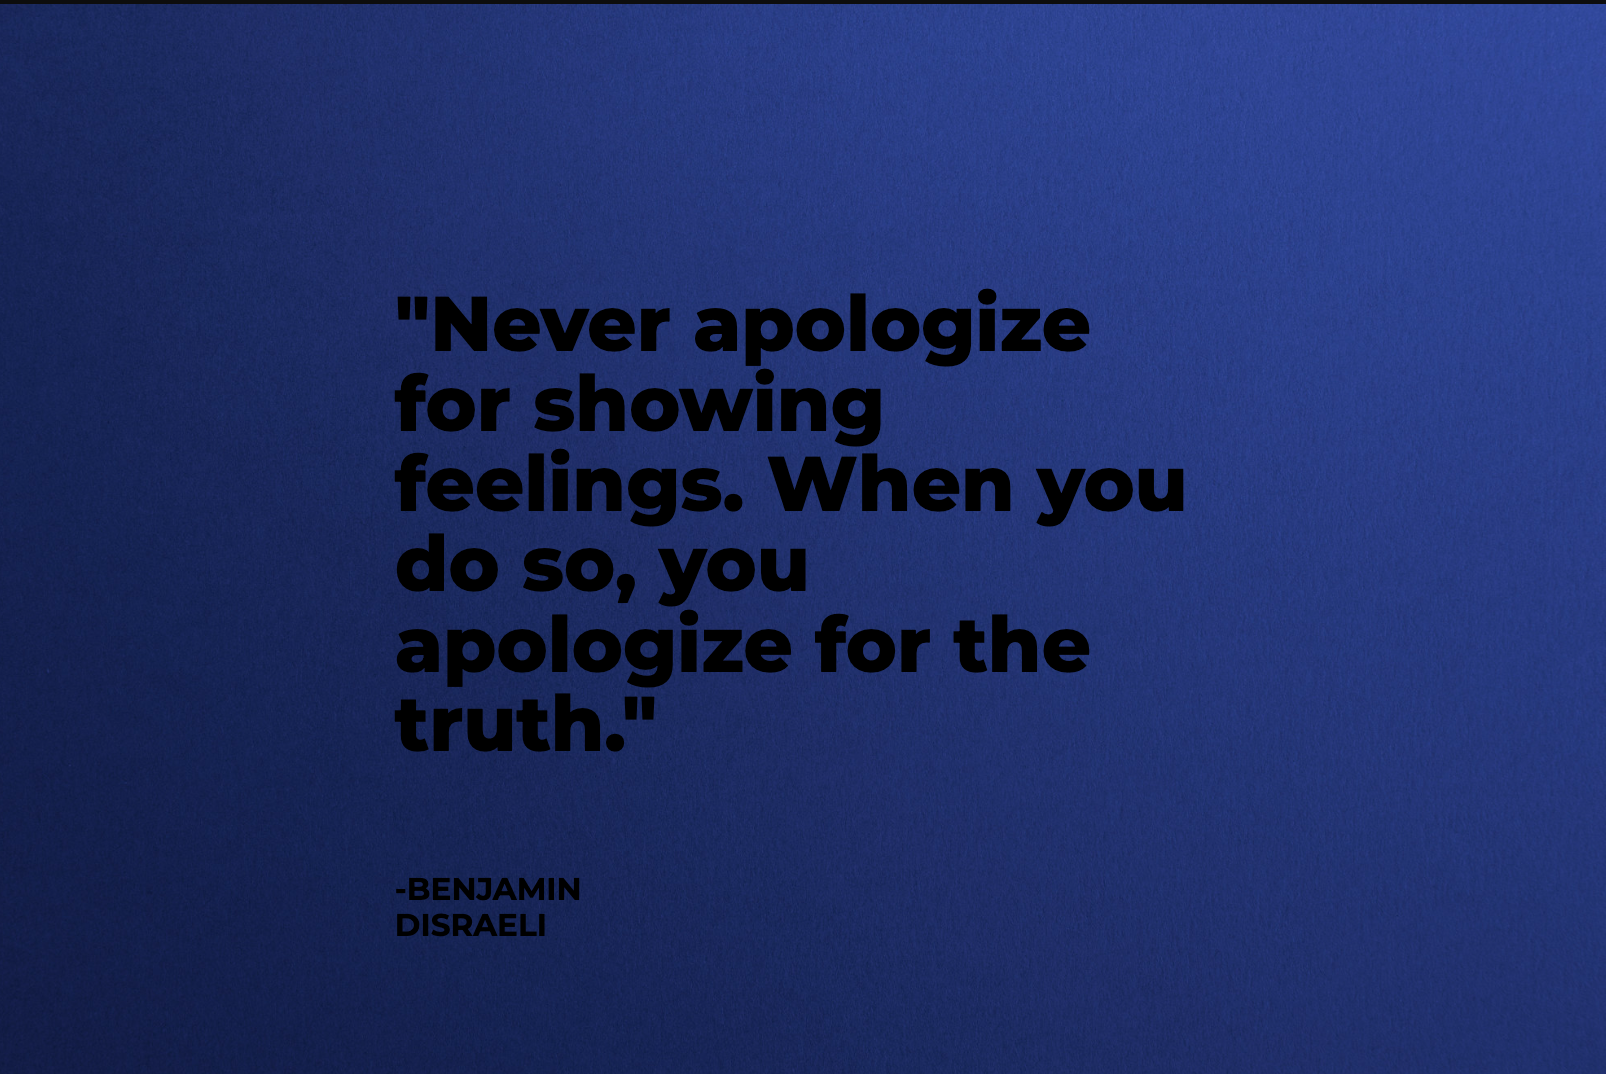 "Never apologize
for showing
feelings. When you
do so, you
apologize for the
truth."
-BENJAMIN
DISRAELI